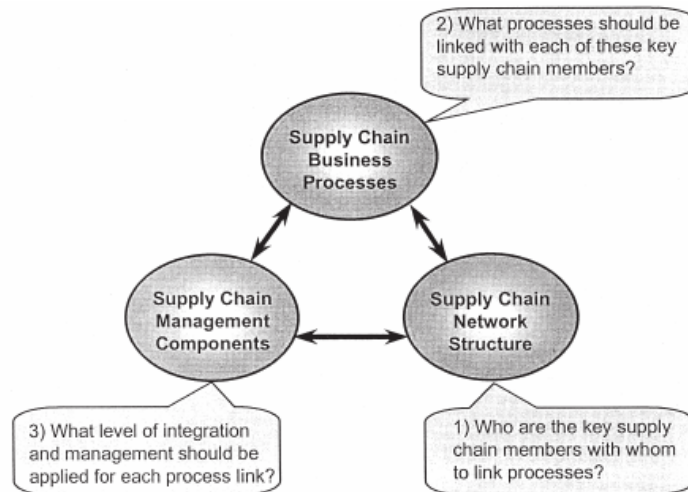 2) What processes should be
linked with each of these key
supply chain members?
Supply Chain
Business
Processes
Supply Chain
Management
Components
Supply Chain
Network
Structure
3) What level of integration
and management should be
applied for each process link?
1) Who are the key supply
chain members with whom
to link processes?